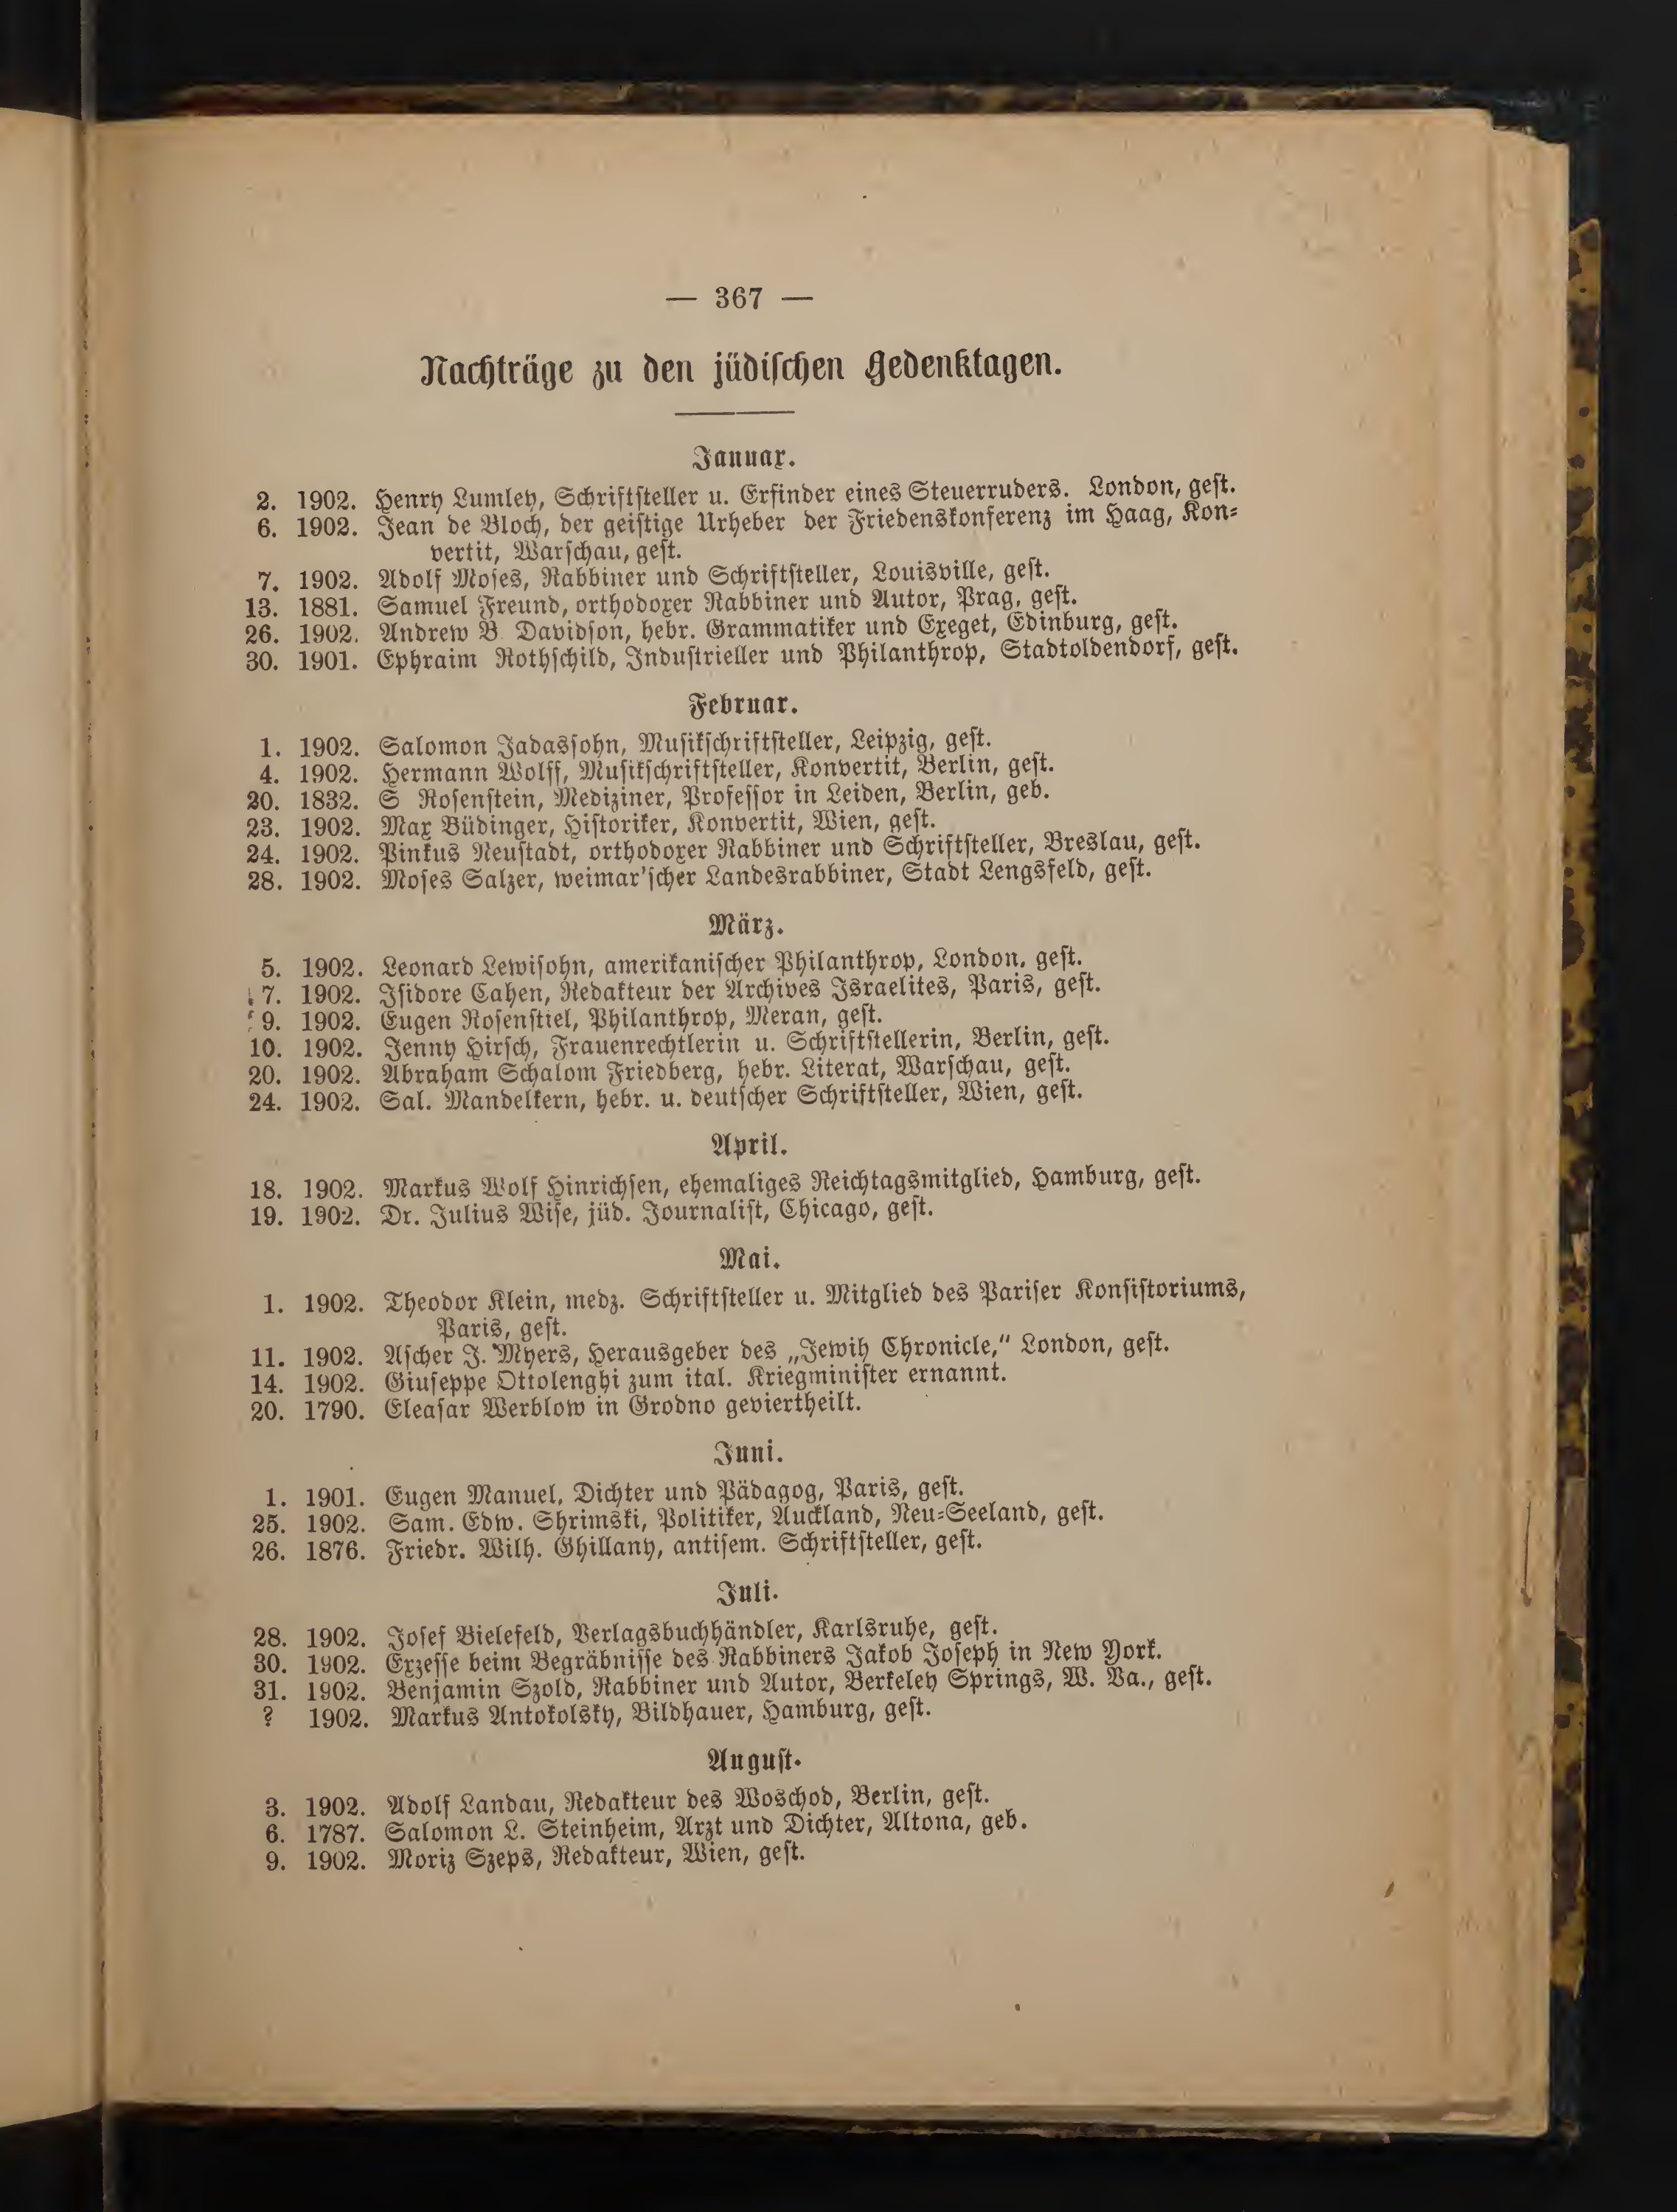 — 367 —
Nachträge zu den jüdiſchen Gedenktagen.
Januar.
2. 1902. Henry Lumley, Schriftſteller u. Erfinder eines Steuerruders. London, geſt.
6. 1902. Jean de Bloch, der geiſtige Urheber der Friedenskonferenz im Haag, Kon⸗
vertit, Warſchau, geſt.
7. 1902. Adolf Moſes, Rabbiner und Schriftſteller, Louisville, geſt.
13. 1881. Samuel Freund, orthodoxer Rabbiner und Autor, Prag, geſt.
26. 1902. Andrew B Davidſon, hebr. Grammatiker und Exeget, Edinburg, geſt.
30. 1901. Ephraim Rothſchild, Induſtrieller und Philanthrop, Stadtoldendorf, geſt.
Februar.
1. 1902. Salomon Jadasſohn, Muſikſchriftſteller, Leipzig, geſt.
4. 1902. Hermann Wolff, Muſikſchriftſteller, Konvertit, Berlin, geſt.
20. 1832. S Roſenſtein, Mediziner, Profeſſor in Leiden, Berlin, geb.
23. 1902. Max Büdinger, Hiſtoriker, Konvertit, Wien, geſt.
24. 1902. Pinkus Neuſtadt, orthodoxer Rabbiner und Schriftſteller, Breslau, geſt.
28. 1902. Moſes Salzer, weimar'ſcher Landesrabbiner, Stadt Lengsfeld, geſt.
März.
5. 1902. Leonard Lewiſohn, amerikaniſcher Philanthrop, London. geſt.
7. 1902. Iſidore Cahen, Redakteur der Archives Israelites, Paris, geſt.
9. 1902. Eugen Roſenſtiel, Philanthrop, Meran, geſt.
10. 1902. Jenny Hirſch, Frauenrechtlerin u. Schriftſtellerin, Berlin, geſt.
20. 1902. Abraham Schalom Friedberg, hebr. Literat, Warſchau, geſt.
24. 1902. Sal. Mandelkern, hebr. u. deutſcher Schriftſteller, Wien, geſt.
April.
18. 1902. Markus Wolf Hinrichſen, ehemaliges Reichtagsmitglied, Hamburg, geſt.
19. 1902. Dr. Julius Wiſe, jüd. Journaliſt, Chicago, geſt.
Mai.
1. 1902. Theodor Klein, medz. Schriftſteller u. Mitglied des Pariſer Konſiſtoriums,
Paris, geſt.
11. 1902. Aſcher J. Myers, Herausgeber des „Jewih Chronicle,“ London, geſt.
14. 1902. Giuſeppe Ottolenghi zum ital. Kriegminiſter ernannt.
20. 1790. Eleaſar Werblow in Grodno geviertheilt.
Juni.
1. 1901. Eugen Manuel, Dichter und Pädagog, Paris, geſt.
25. 1902. Sam. Edw. Shrimski, Politiker, Auckland, Neu⸗Seeland, geſt.
26. 1876. Friedr. Wilh. Ghillany, antiſem. Schriftſteller, geſt.
Juli.
28. 1902. Joſef Bielefeld, Verlagsbuchhändler, Karlsruhe, geſt.
30. 1902. Exzeſſe beim Begräbniſſe des Rabbiners Jakob Joſeph in New York.
31. 1902. Benjamin Szold, Rabbiner und Autor, Berkeley Springs, W. Va., geſt.
? 1902. Markus Antokolsky, Bildhauer, Hamburg, geſt.
Auguſt.
3. 1902. Adolf Landau, Redakteur des Woschod, Berlin, geſt.
6. 1787. Salomon L. Steinheim, Arzt und Dichter, Altona, geb.
9. 1902. Moriz Szeps, Redakteur, Wien, geſt.